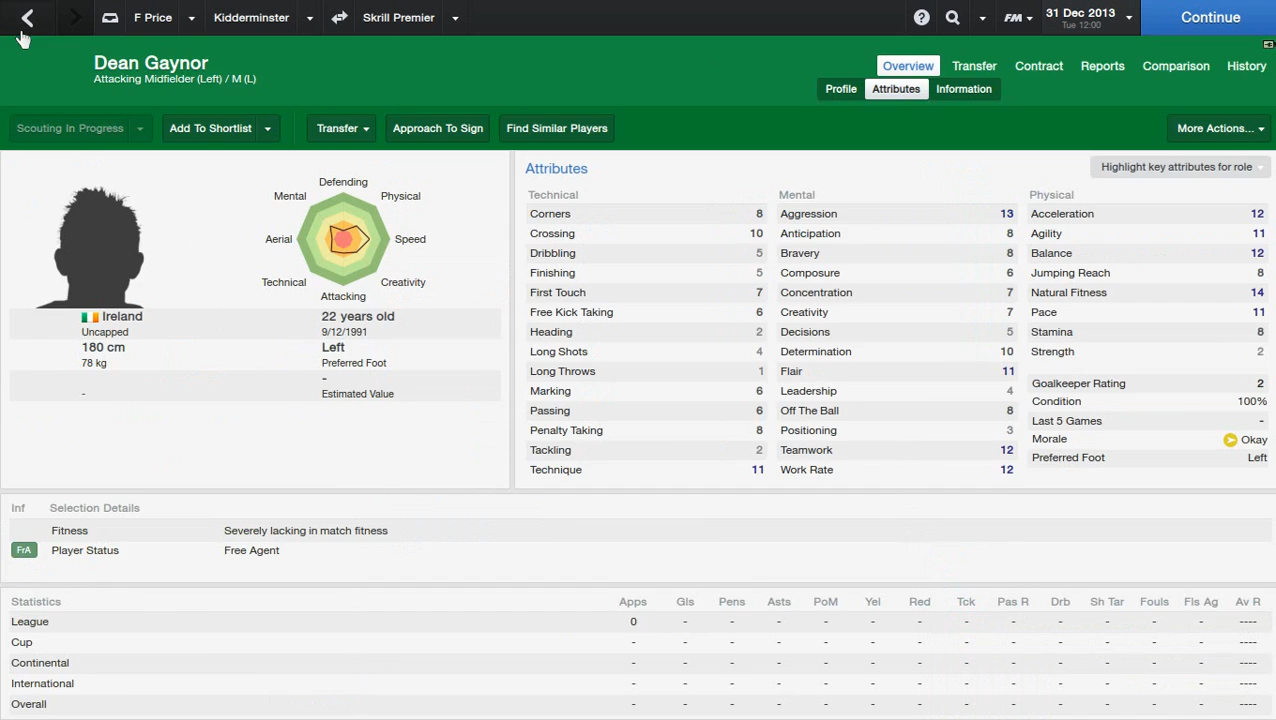 F Price
Kidderminster
Skrill Premier
?
FM
31 Dec 2013
Tue 12:00
Continue
Dean Gaynor
Attacking Midfielder (Left) / M (L)
Overview Transfer Contract Reports Comparison History
Profile Attributes Information
Scouting In Progress
Add To Shortlist
Transfer
Approach To Sign
Find Similar Players
More Actions...
Defending
Mental Physical
Aerial Speed
Technical Creativity
Attacking
Ireland
Uncapped
22 years old
9/12/1991
180 cm
78 kg
Left
Preferred Foot
-
- Estimated Value
Attributes
Highlight key attributes for role
Technical
Corners 8
Crossing 10
Dribbling 5
Finishing 5
First Touch 7
Free Kick Taking 6
Heading 2
Long Shots 4
Long Throws 1
Marking 6
Passing 6
Penalty Taking 8
Tackling 2
Technique 11
Mental
Aggression 13
Anticipation 8
Bravery 8
Composure 6
Concentration 7
Creativity 7
Decisions 5
Determination 10
Flair 11
Leadership 4
Off The Ball 8
Positioning 3
Teamwork 12
Work Rate 12
Physical
Acceleration 12
Agility 11
Balance 12
Jumping Reach 8
Natural Fitness 14
Pace 11
Stamina 8
Strength 2
Goalkeeper Rating 2
Condition 100%
Last 5 Games -
Morale Okay
Preferred Foot Left
Inf Selection Details
Fitness Severely lacking in match fitness
FrA Player Status Free Agent
Statistics Apps Gls Pens Asts PoM Yel Red Tck Pas R Drb Sh Tar Fouls Fls Ag Av R
League 0 - - - - - - - - - - - - ----
Cup - - - - - - - - - - - - - ----
Continental - - - - - - - - - - - - - ----
International - - - - - - - - - - - - - ----
Overall - - - - - - - - - - - - - ----